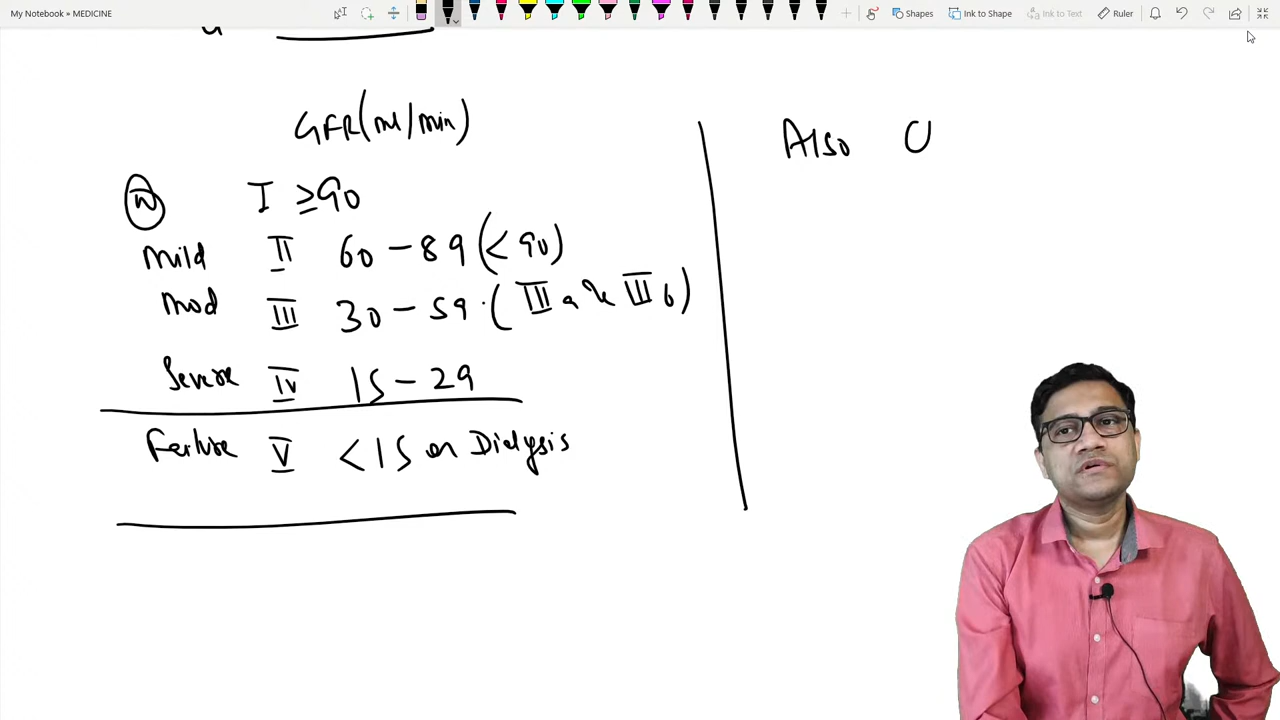 My Notebook » MEDICINE
Shapes
Ink to Shape
Ink to Text
Ruler
GFR(ml/min)
N I ≥90
Mild II 60-89 (<90)
Mod III 30-59 (IIIa & IIIb)
Severe IV 15-29
Failure V <15 or Dialysis
Also